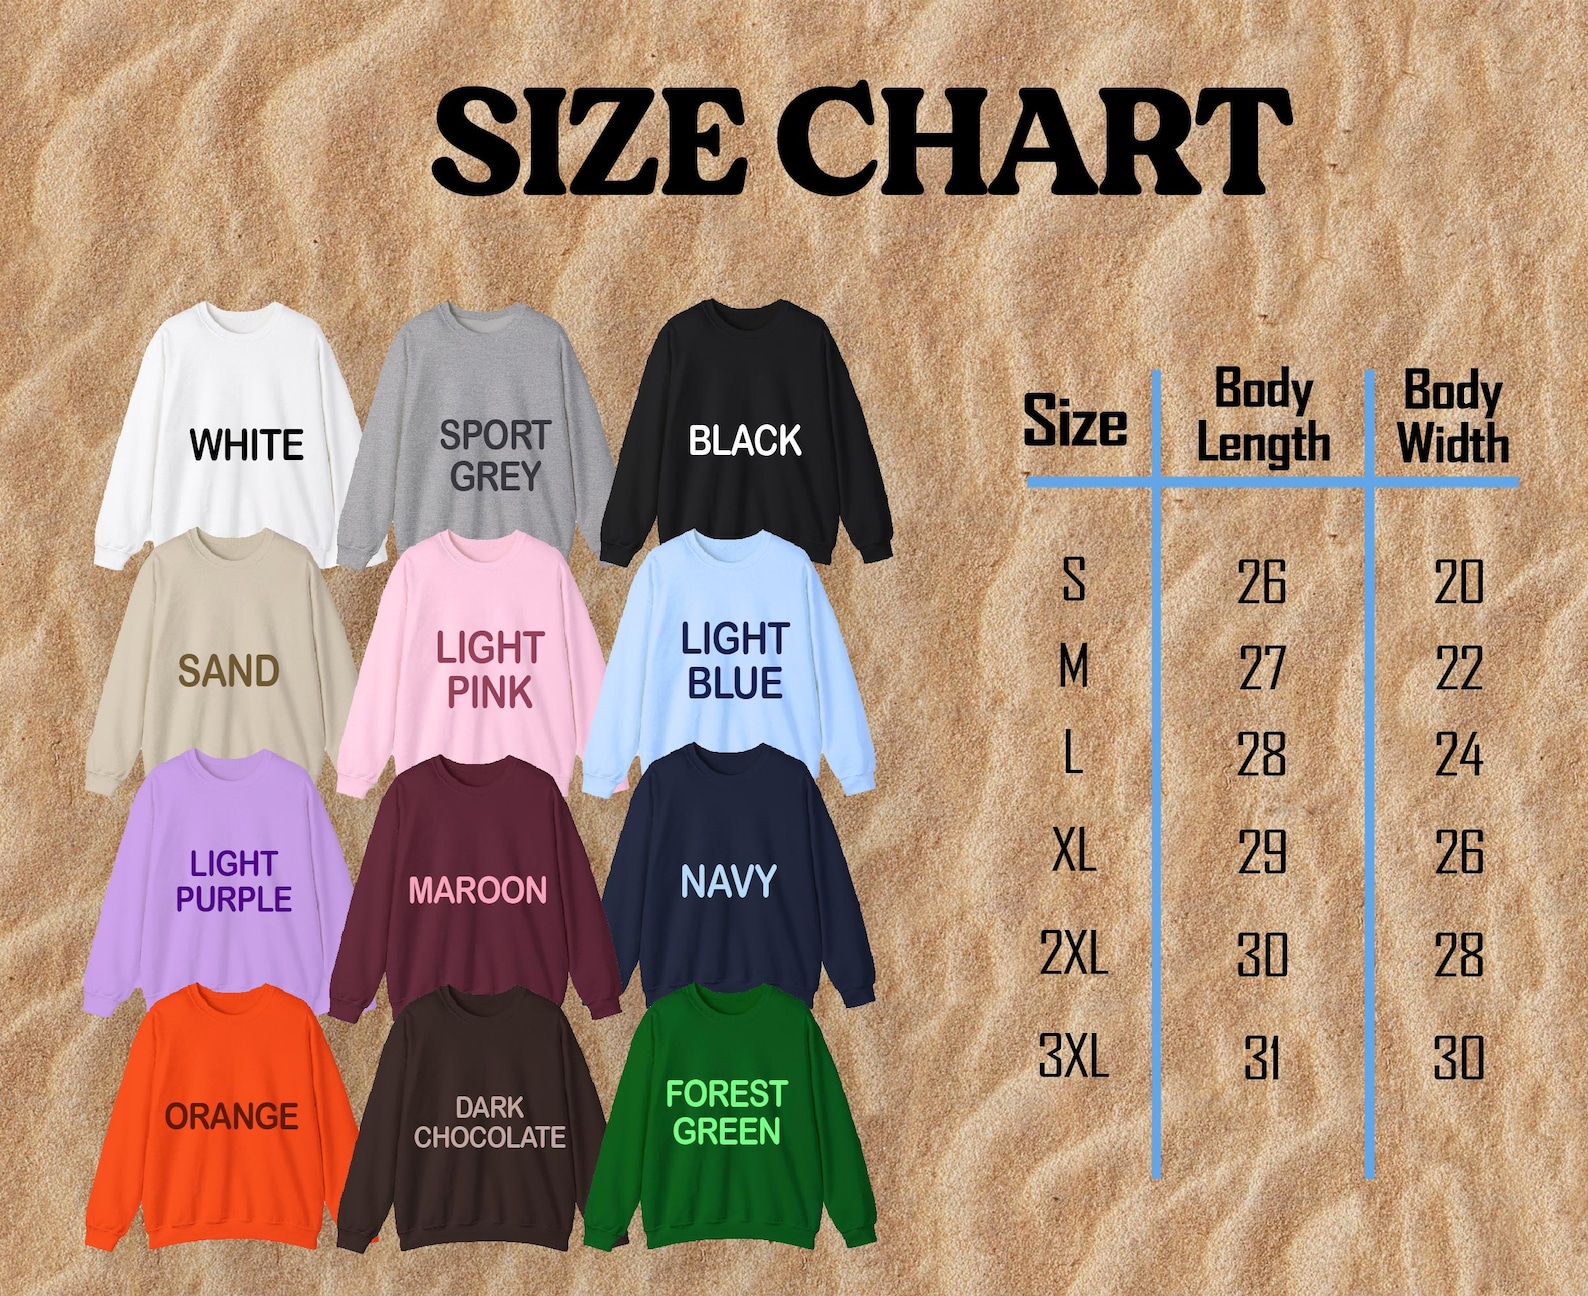 SIZE CHART
WHITE
SPORT
GREY
BLACK
SAND
LIGHT
PINK
LIGHT
BLUE
LIGHT
PURPLE
MAROON
NAVY
ORANGE
DARK
CHOCOLATE
FOREST
GREEN
Size Body Length Body Width
S 26 20
M 27 22
L 28 24
XL 29 26
2XL 30 28
3XL 31 30